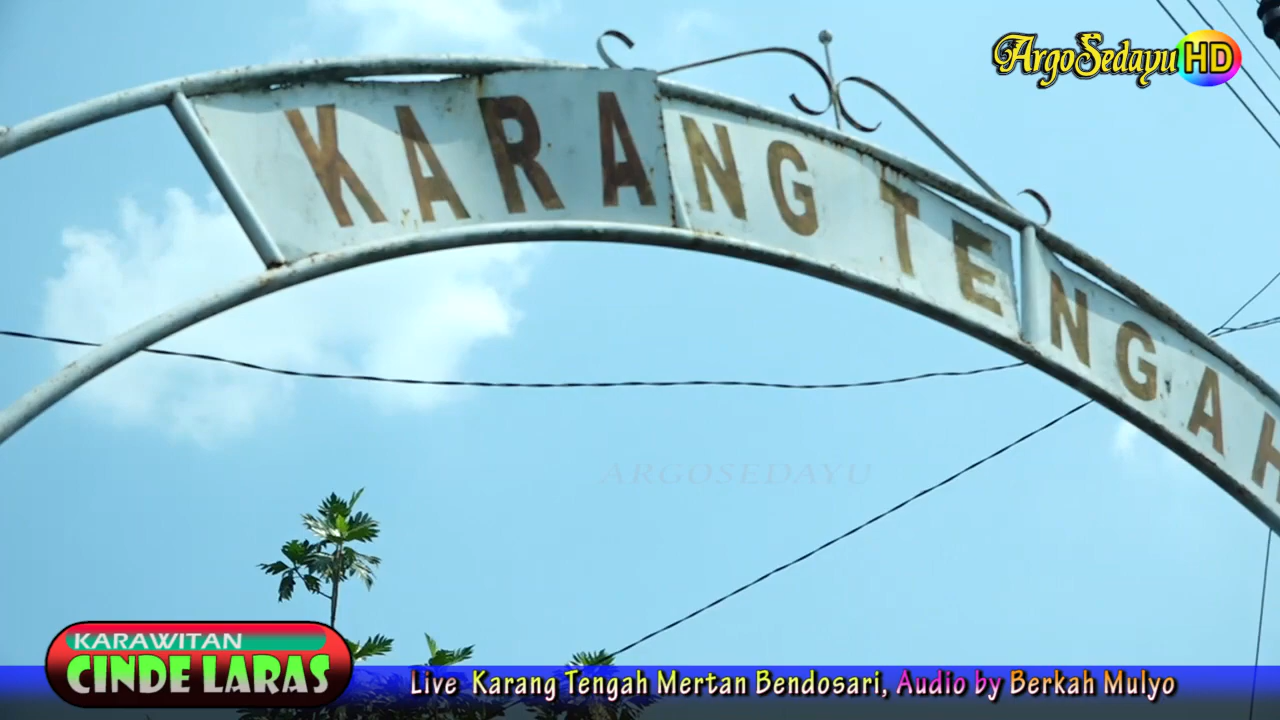 ArgoSedayu HD
KARANG TENGAH
ARGOSEDAYU
KARAWITAN
CINDE LARAS
Live Karang Tengah Mertan Bendosari, Audio by Berkah Mulyo